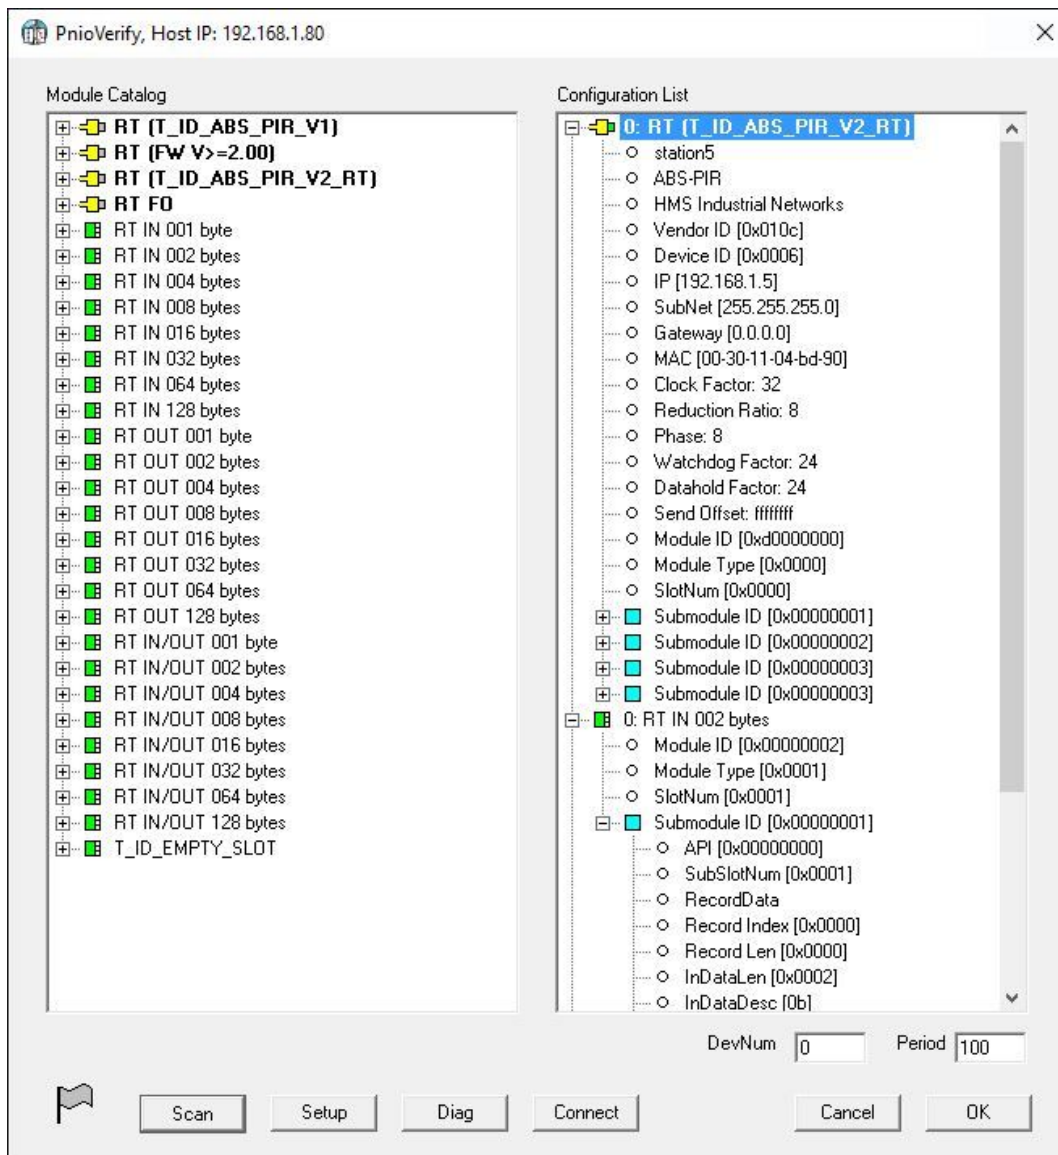 PnioVerify, Host IP: 192.168.1.80
Module Catalog
RT (T_ID_ABS_PIR_V1)
RT (FW V>=2.00)
RT (T_ID_ABS_PIR_V2_RT)
RT FO
RT IN 001 byte
RT IN 002 bytes
RT IN 004 bytes
RT IN 008 bytes
RT IN 016 bytes
RT IN 032 bytes
RT IN 064 bytes
RT IN 128 bytes
RT OUT 001 byte
RT OUT 002 bytes
RT OUT 004 bytes
RT OUT 008 bytes
RT OUT 016 bytes
RT OUT 032 bytes
RT OUT 064 bytes
RT OUT 128 bytes
RT IN/OUT 001 byte
RT IN/OUT 002 bytes
RT IN/OUT 004 bytes
RT IN/OUT 008 bytes
RT IN/OUT 016 bytes
RT IN/OUT 032 bytes
RT IN/OUT 064 bytes
RT IN/OUT 128 bytes
T_ID_EMPTY_SLOT
Configuration List
0: RT (T_ID_ABS_PIR_V2_RT)
station5
ABS-PIR
HMS Industrial Networks
Vendor ID [0x010c]
Device ID [0x0006]
IP [192.168.1.5]
SubNet [255.255.255.0]
Gateway [0.0.0.0]
MAC [00-30-11-04-bd-90]
Clock Factor: 32
Reduction Ratio: 8
Phase: 8
Watchdog Factor: 24
Datahold Factor: 24
Send Offset: ffffffff
Module ID [0xd0000000]
Module Type [0x0000]
SlotNum [0x0000]
Submodule ID [0x00000001]
Submodule ID [0x00000002]
Submodule ID [0x00000003]
Submodule ID [0x00000003]
0: RT IN 002 bytes
Module ID [0x00000002]
Module Type [0x0001]
SlotNum [0x0001]
Submodule ID [0x00000001]
API [0x00000000]
SubSlotNum [0x0001]
RecordData
Record Index [0x0000]
Record Len [0x0000]
InDataLen [0x0002]
InDataDesc [0b]
DevNum 0 Period 100
Scan Setup Diag Connect Cancel OK